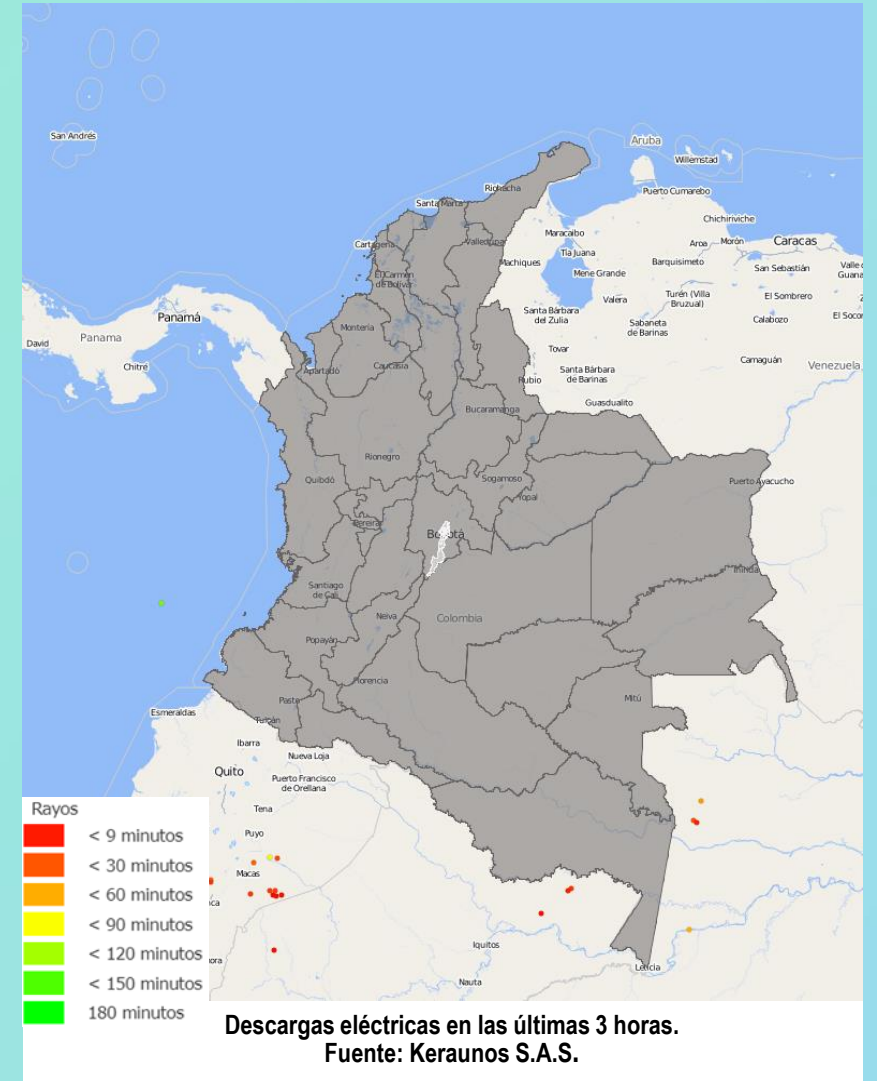 San Andrés
Aruba
Willemstad
Riohacha
Puerto Cumarebo
Santa Marta
Chichiriviche
Maracaibo
Cartagena
Valledupar
Aroa
Morón
Caracas
Tía Juana
Machiques
Barquisimeto
San Sebastián
Mene Grande
El Carmen
de Bolívar
Turén (Villa
Bruzual)
El Sombrero
Valera
Santa Bárbara
del Zulia
Panamá
Sabaneta
de Barinas
Calabozo
Montería
David
Panama
Tovar
Camaguán
Chitré
Apartadó
Caucasia
Santa Bárbara
de Barinas
Venezuela
Rubio
Guasdualito
Bucaramanga
Rionegro
Quibdó
Sogamoso
Puerto Ayacucho
Yopal
Pereira
Bogotá
Inírida
Santiago
de Cali
Neiva
Colombia
Popayán
Florencia
Mitú
Pasto
Esmeraldas
Tulcán
Ibarra
Nueva Loja
Quito
Puerto Francisco
de Orellana
Tena
Puyo
Macas
Iquitos
Leticia
Nauta
Rayos
< 9 minutos
< 30 minutos
< 60 minutos
< 90 minutos
< 120 minutos
< 150 minutos
180 minutos
Descargas eléctricas en las últimas 3 horas.
Fuente: Keraunos S.A.S.